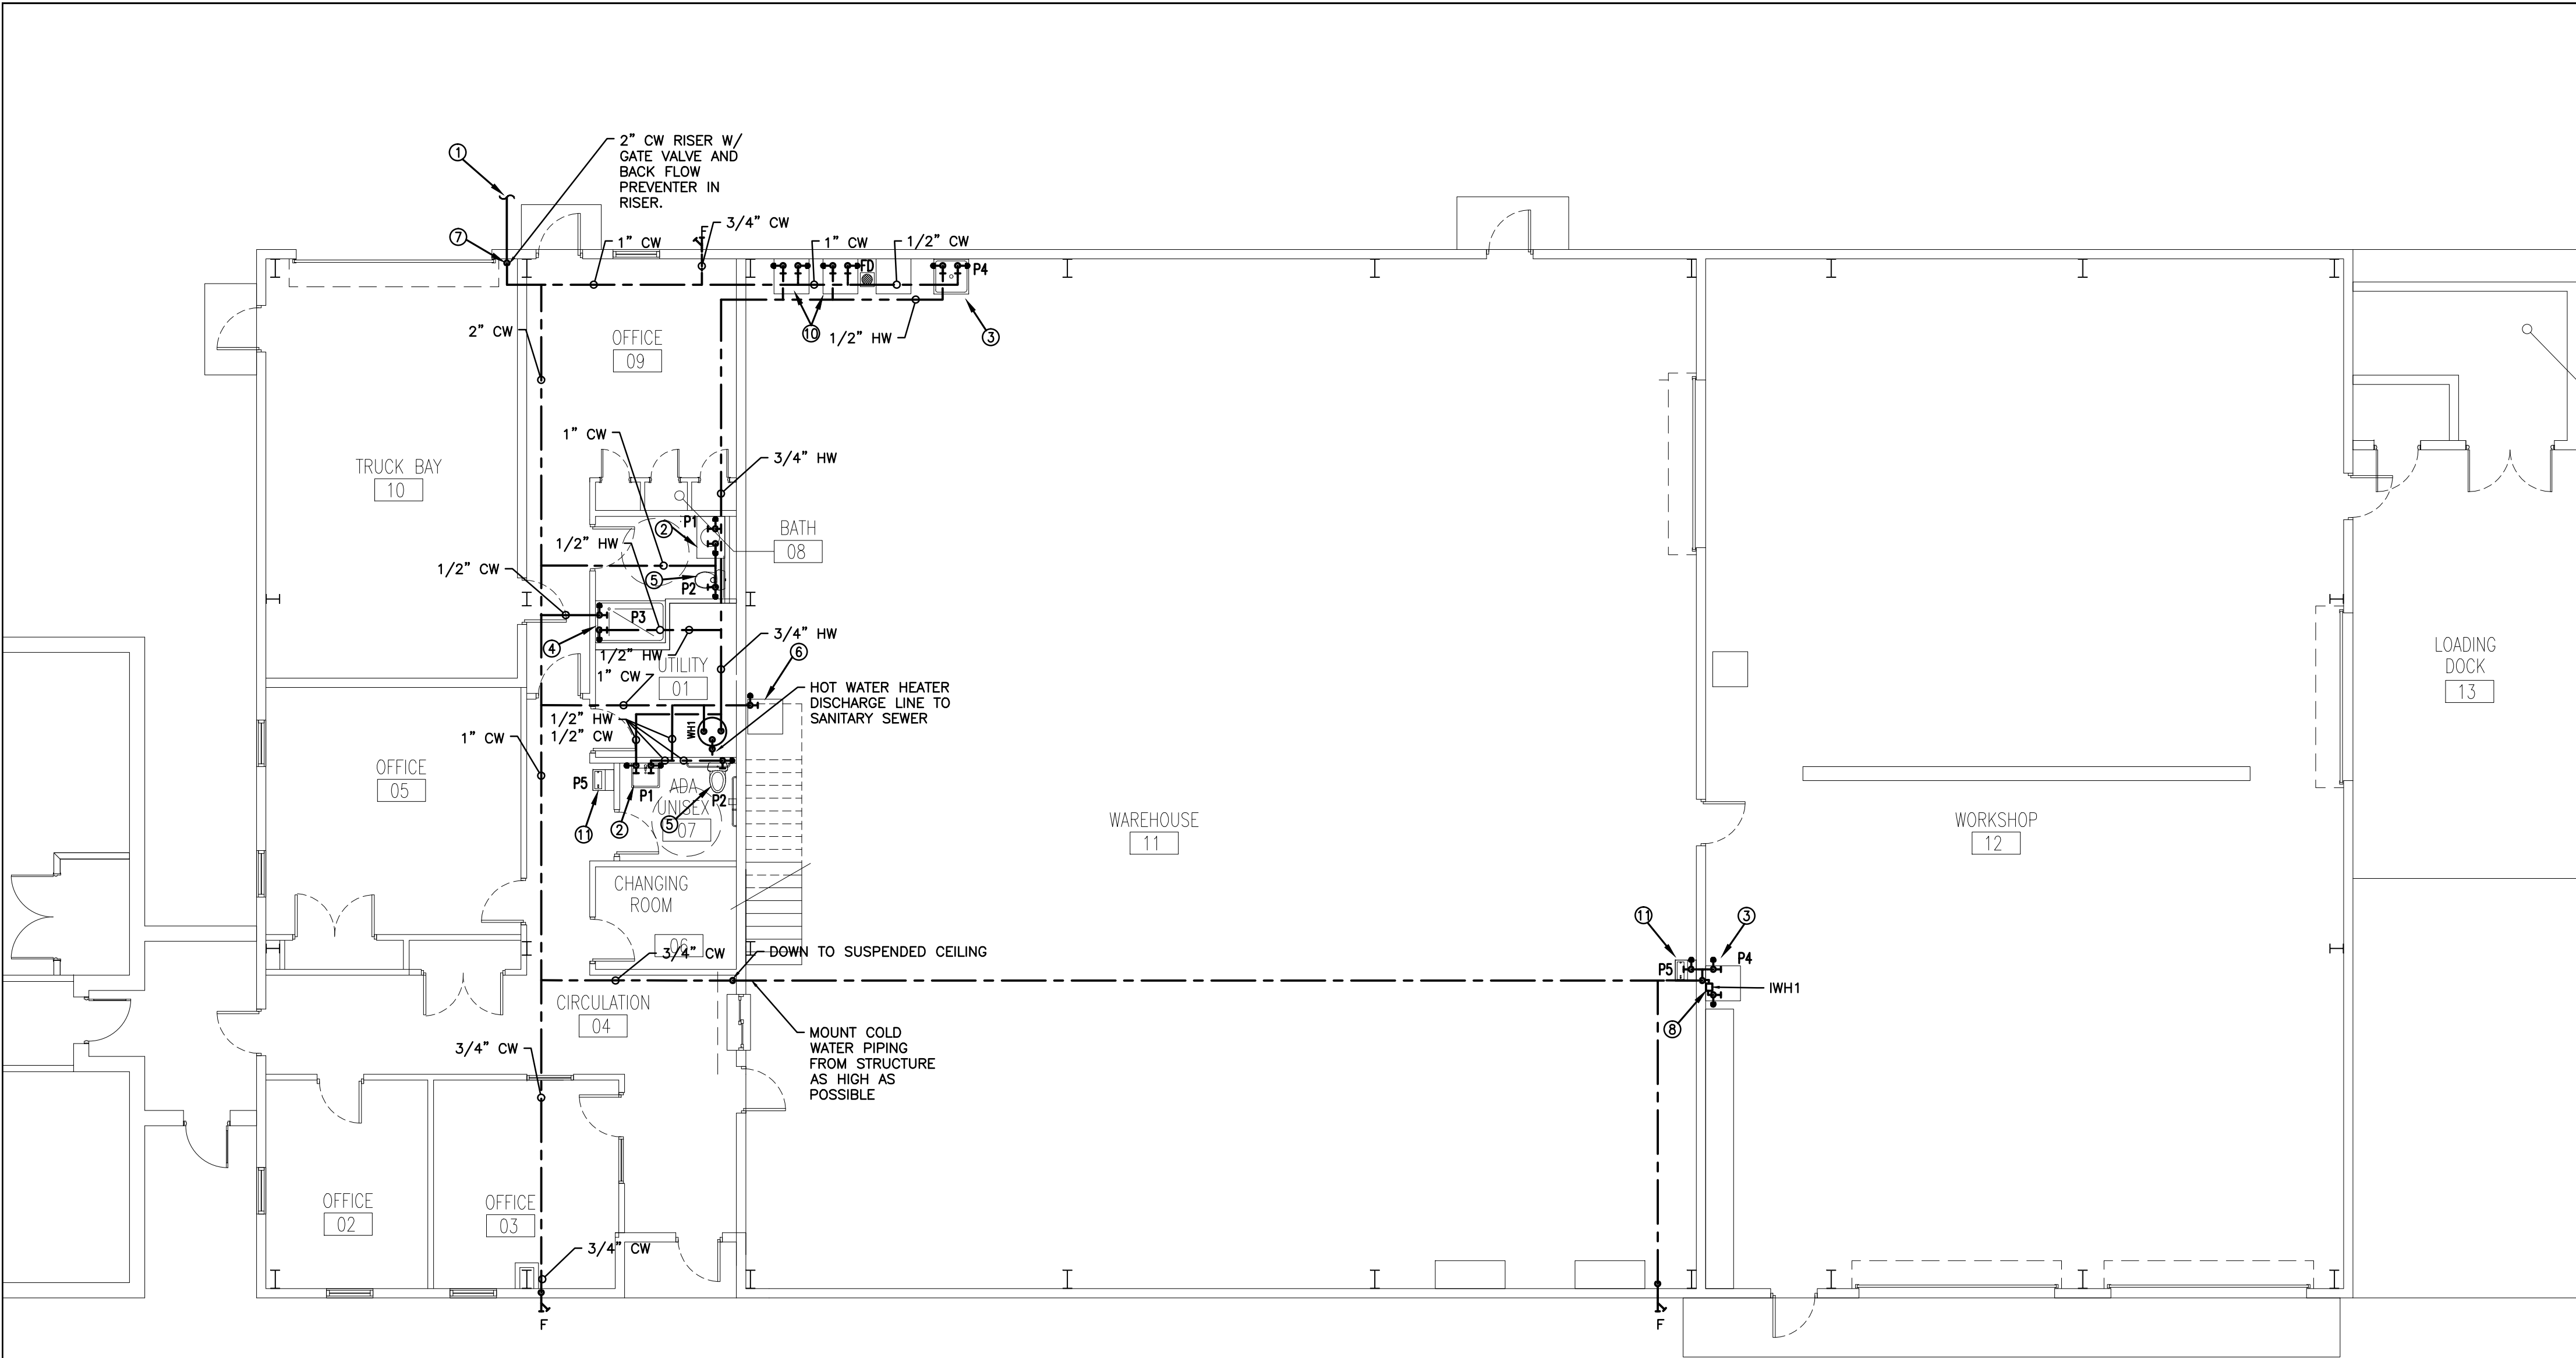 1
2" CW RISER W/
GATE VALVE AND
BACK FLOW
PREVENTER IN
RISER.
7
1" CW
F
3/4" CW
1" CW
1/2" CW
FD
P4
2" CW
OFFICE
09
10
1/2" HW
3
1" CW
TRUCK BAY
10
3/4" HW
P1
2
BATH
08
1/2" HW
1/2" CW
5
P2
P3
4
1/2" HW
3/4" HW
6
UTILITY
01
1" CW
HOT WATER HEATER
DISCHARGE LINE TO
SANITARY SEWER
1/2" HW
1/2" CW
WH1
1" CW
OFFICE
05
P5
11
P1
2
ADA
UNISEX
07
P2
5
LOADING
DOCK
13
WAREHOUSE
11
WORKSHOP
12
CHANGING
ROOM
06
3/4" CW
DOWN TO SUSPENDED CEILING
11
3
P5
P4
IWH1
8
CIRCULATION
04
MOUNT COLD
WATER PIPING
FROM STRUCTURE
AS HIGH AS
POSSIBLE
3/4" CW
OFFICE
02
OFFICE
03
3/4" CW
F
F